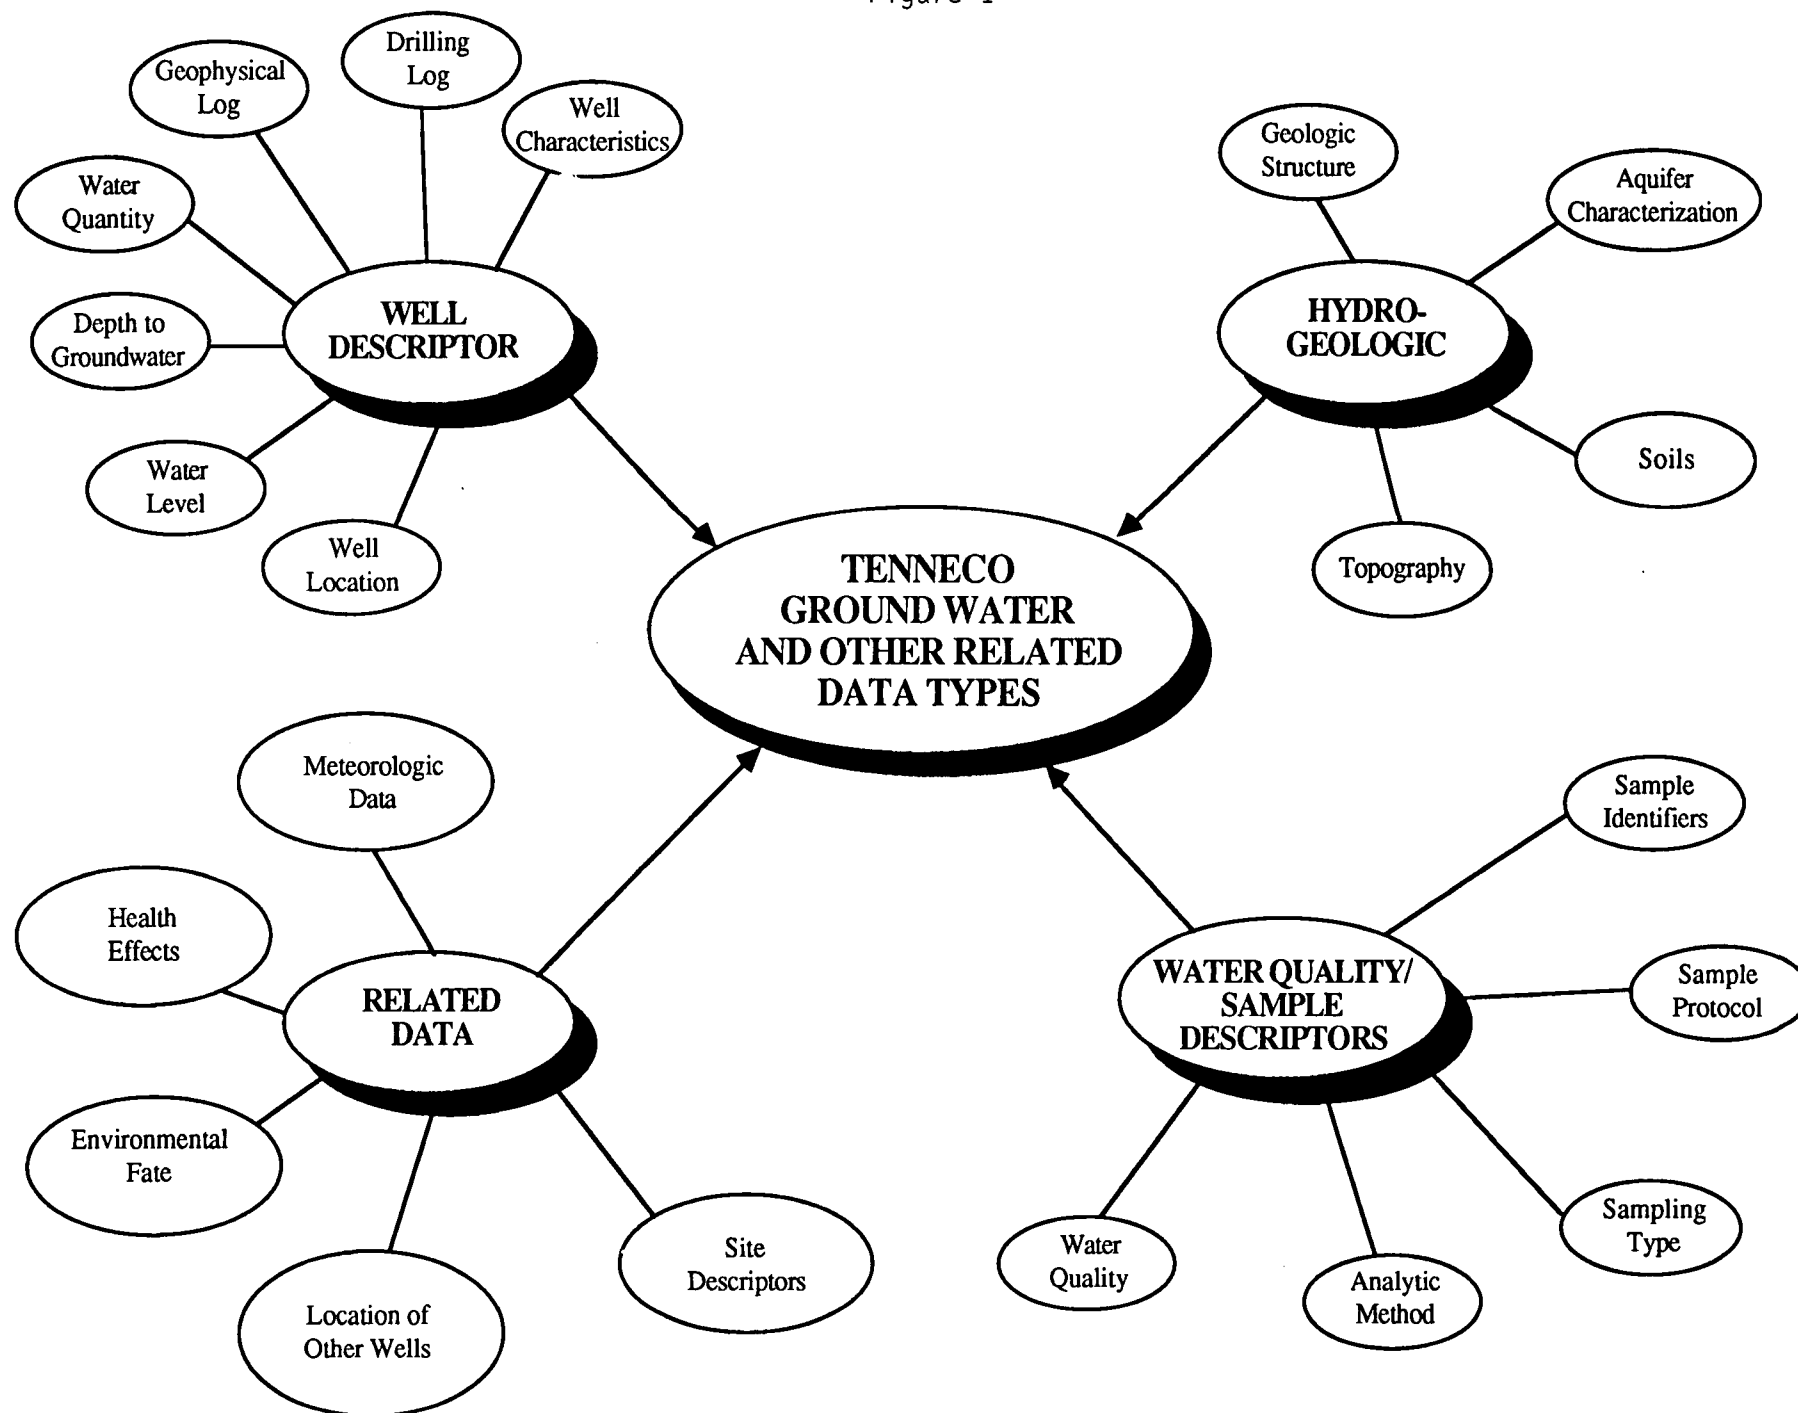 Figure 1
Drilling
Log
Geophysical
Log
Well
Characteristics
Water
Quantity
Depth to
Groundwater
Water
Level
Well
Location
WELL
DESCRIPTOR
Geologic
Structure
Aquifer
Characterization
HYDRO-
GEOLOGIC
Soils
Topography
TENNECO
GROUND WATER
AND OTHER RELATED
DATA TYPES
Meteorologic
Data
Health
Effects
RELATED
DATA
Environmental
Fate
Location of
Other Wells
Site
Descriptors
Sample
Identifiers
WATER QUALITY/
SAMPLE
DESCRIPTORS
Sample
Protocol
Sampling
Type
Water
Quality
Analytic
Method